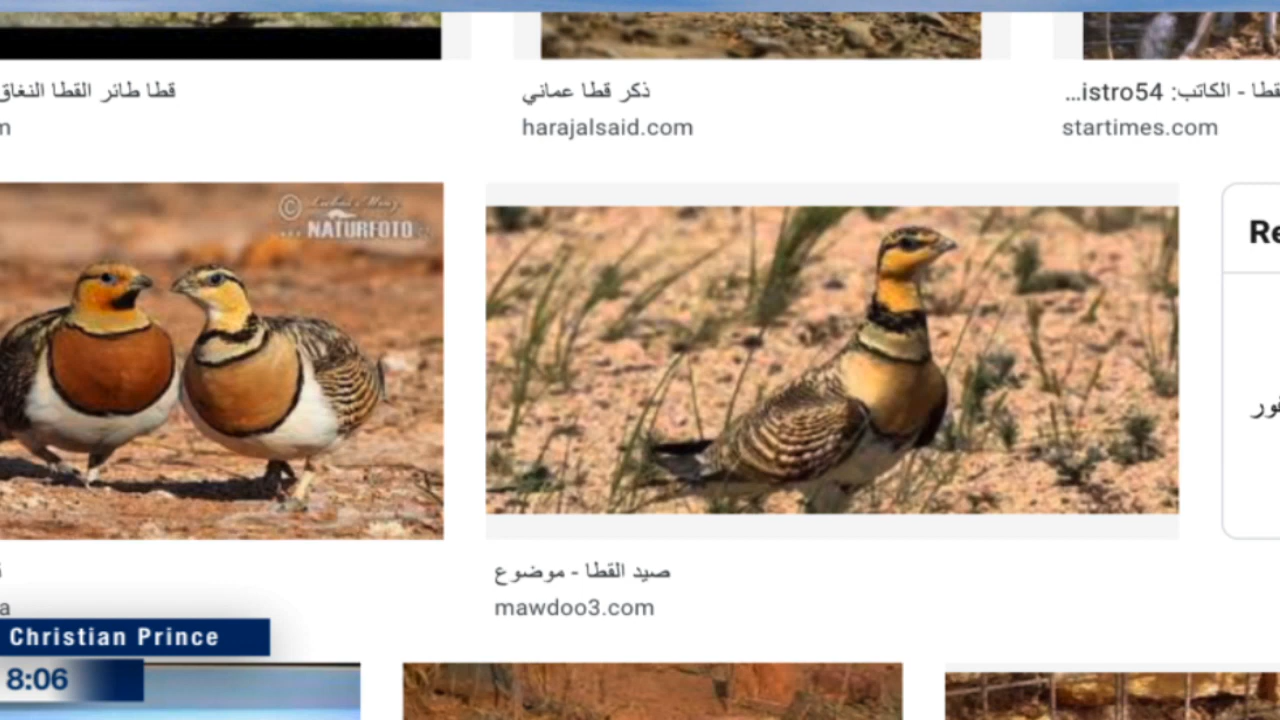 قطا طائر القطا النغاق
ذكر قطا عماني
قطا - الكاتب: istro54...
harajalsaid.com
startimes.com
©
NATURFOTO
Re
صيد القطا - موضوع
mawdoo3.com
Christian Prince
8:06